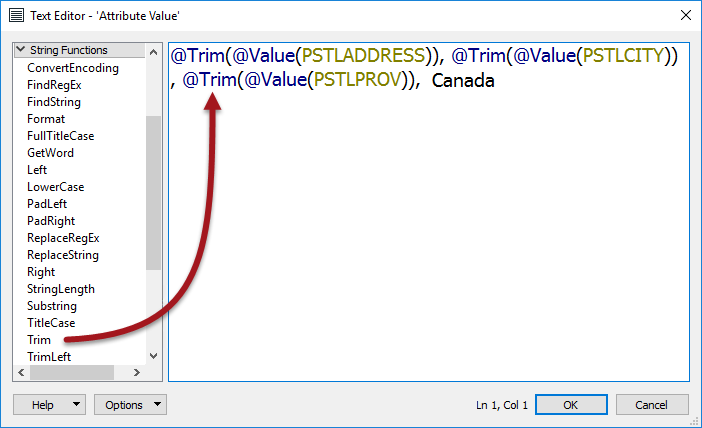 Text Editor - 'Attribute Value'
String Functions
ConvertEncoding
FindRegEx
FindString
Format
FullTitleCase
GetWord
Left
LowerCase
PadLeft
PadRight
ReplaceRegEx
ReplaceString
Right
StringLength
Substring
TitleCase
Trim
TrimLeft
@Trim(@Value(PSTLADDRESS)), @Trim(@Value(PSTLCITY))
, @Trim(@Value(PSTLPROV)), Canada
Help
Options
Ln 1, Col 1
OK
Cancel